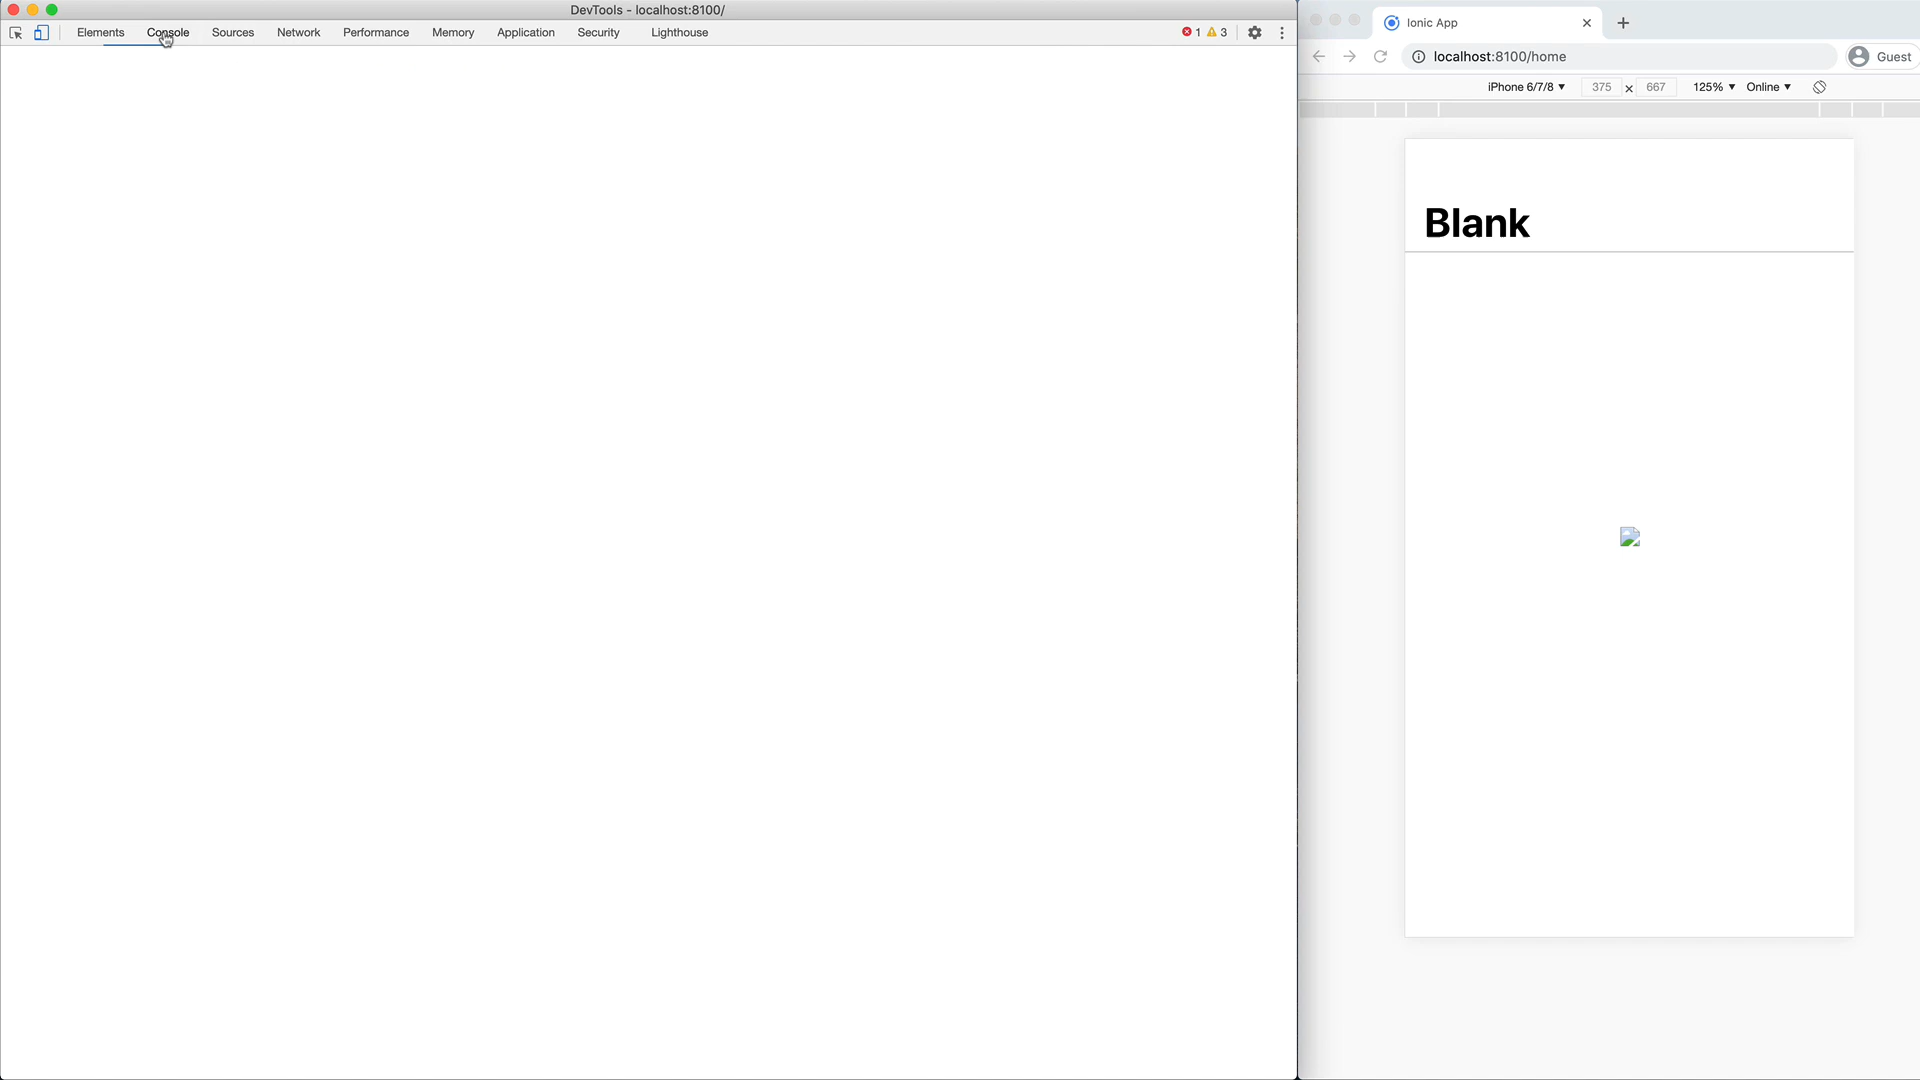 DevTools - localhost:8100/
Elements Console Sources Network Performance Memory Application Security Lighthouse 1 3
Ionic App
localhost:8100/home Guest
iPhone 6/7/8 375 × 667 125% Online
Blank